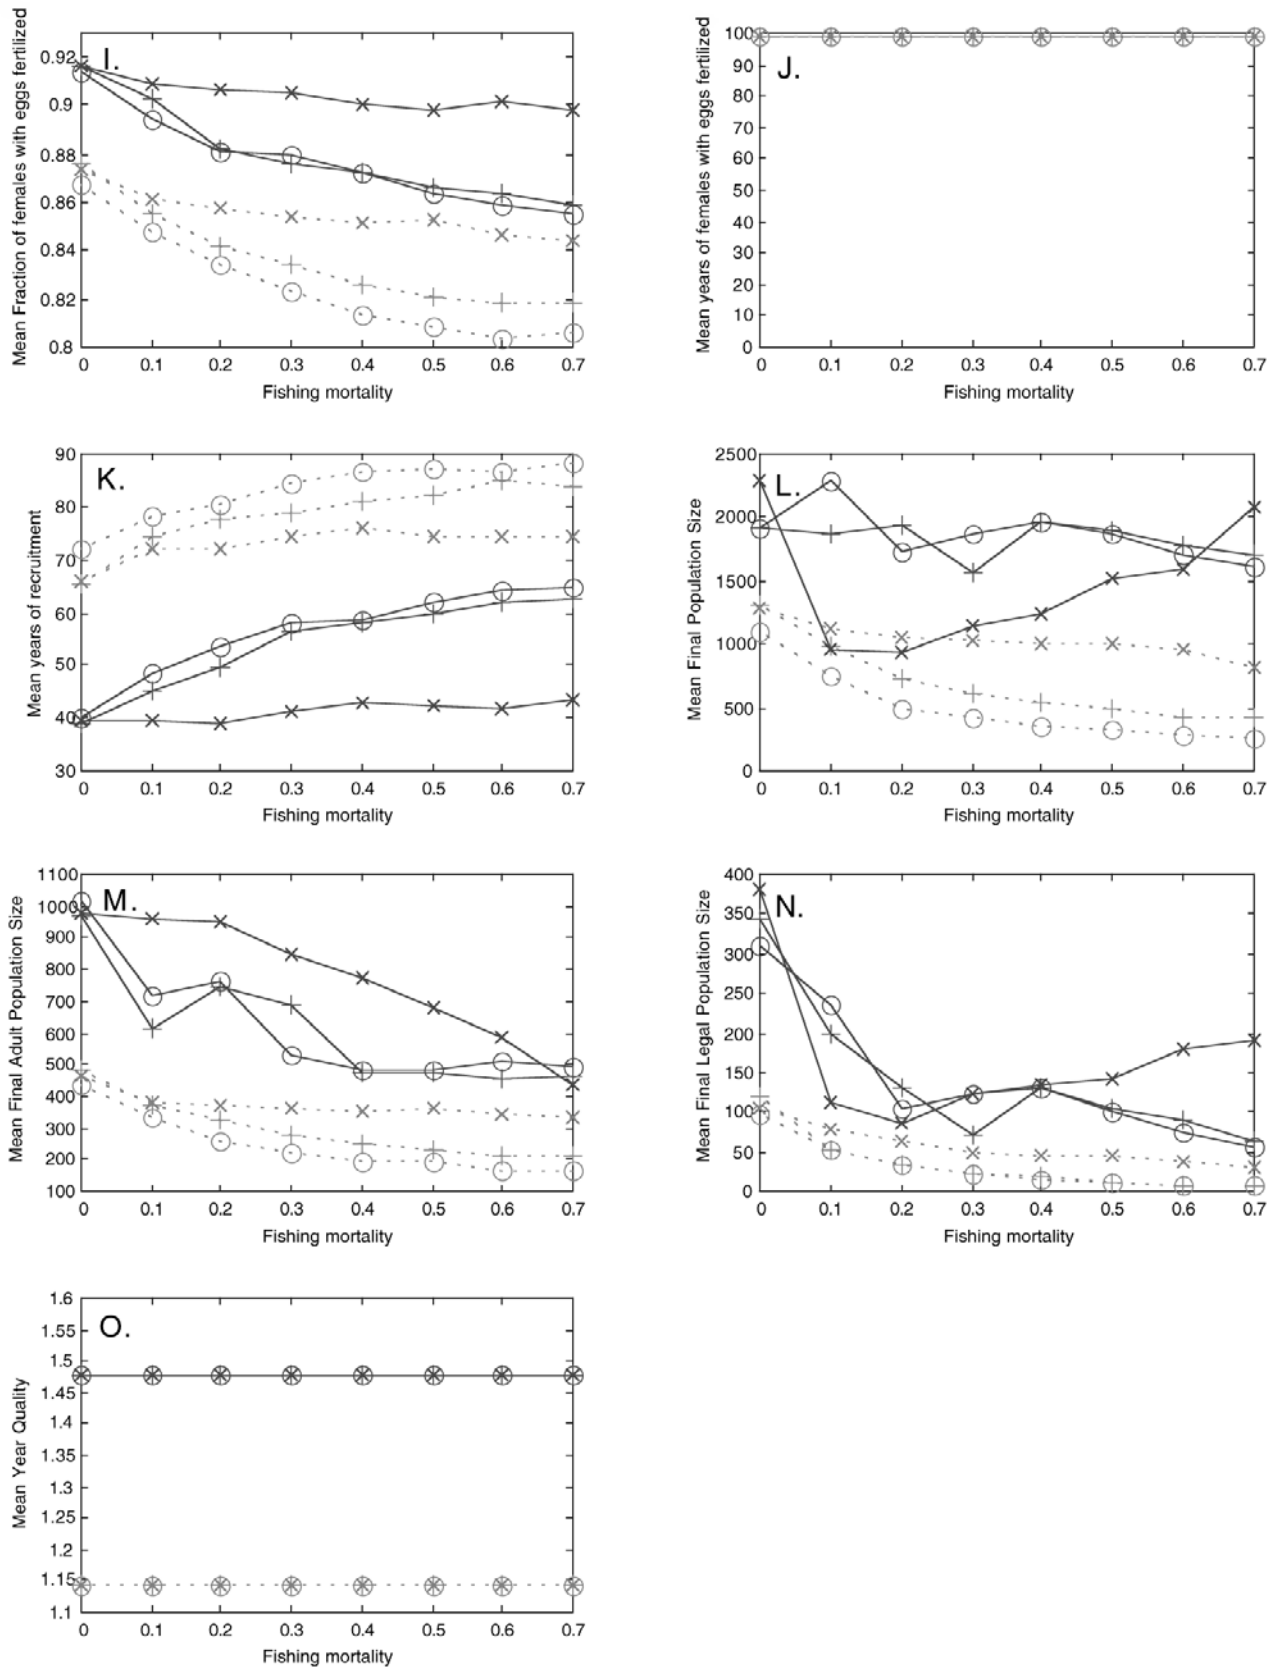 I.
Mean Fraction of females with eggs fertilized
0.92
0.9
0.88
0.86
0.84
0.82
0.8
0 0.1 0.2 0.3 0.4 0.5 0.6 0.7
Fishing mortality
J.
Mean years of females with eggs fertilized
100
90
80
70
60
50
40
30
20
10
0
0 0.1 0.2 0.3 0.4 0.5 0.6 0.7
Fishing mortality
K.
Mean years of recruitment
90
80
70
60
50
40
30
0 0.1 0.2 0.3 0.4 0.5 0.6 0.7
Fishing mortality
L.
Mean Final Population Size
2500
2000
1500
1000
500
0
0 0.1 0.2 0.3 0.4 0.5 0.6 0.7
Fishing mortality
M.
Mean Final Adult Population Size
1100
1000
900
800
700
600
500
400
300
200
100
0 0.1 0.2 0.3 0.4 0.5 0.6 0.7
Fishing mortality
N.
Mean Final Legal Population Size
400
350
300
250
200
150
100
50
0
0 0.1 0.2 0.3 0.4 0.5 0.6 0.7
Fishing mortality
O.
Mean Year Quality
1.6
1.55
1.5
1.45
1.4
1.35
1.3
1.25
1.2
1.15
1.1
0 0.1 0.2 0.3 0.4 0.5 0.6 0.7
Fishing mortality